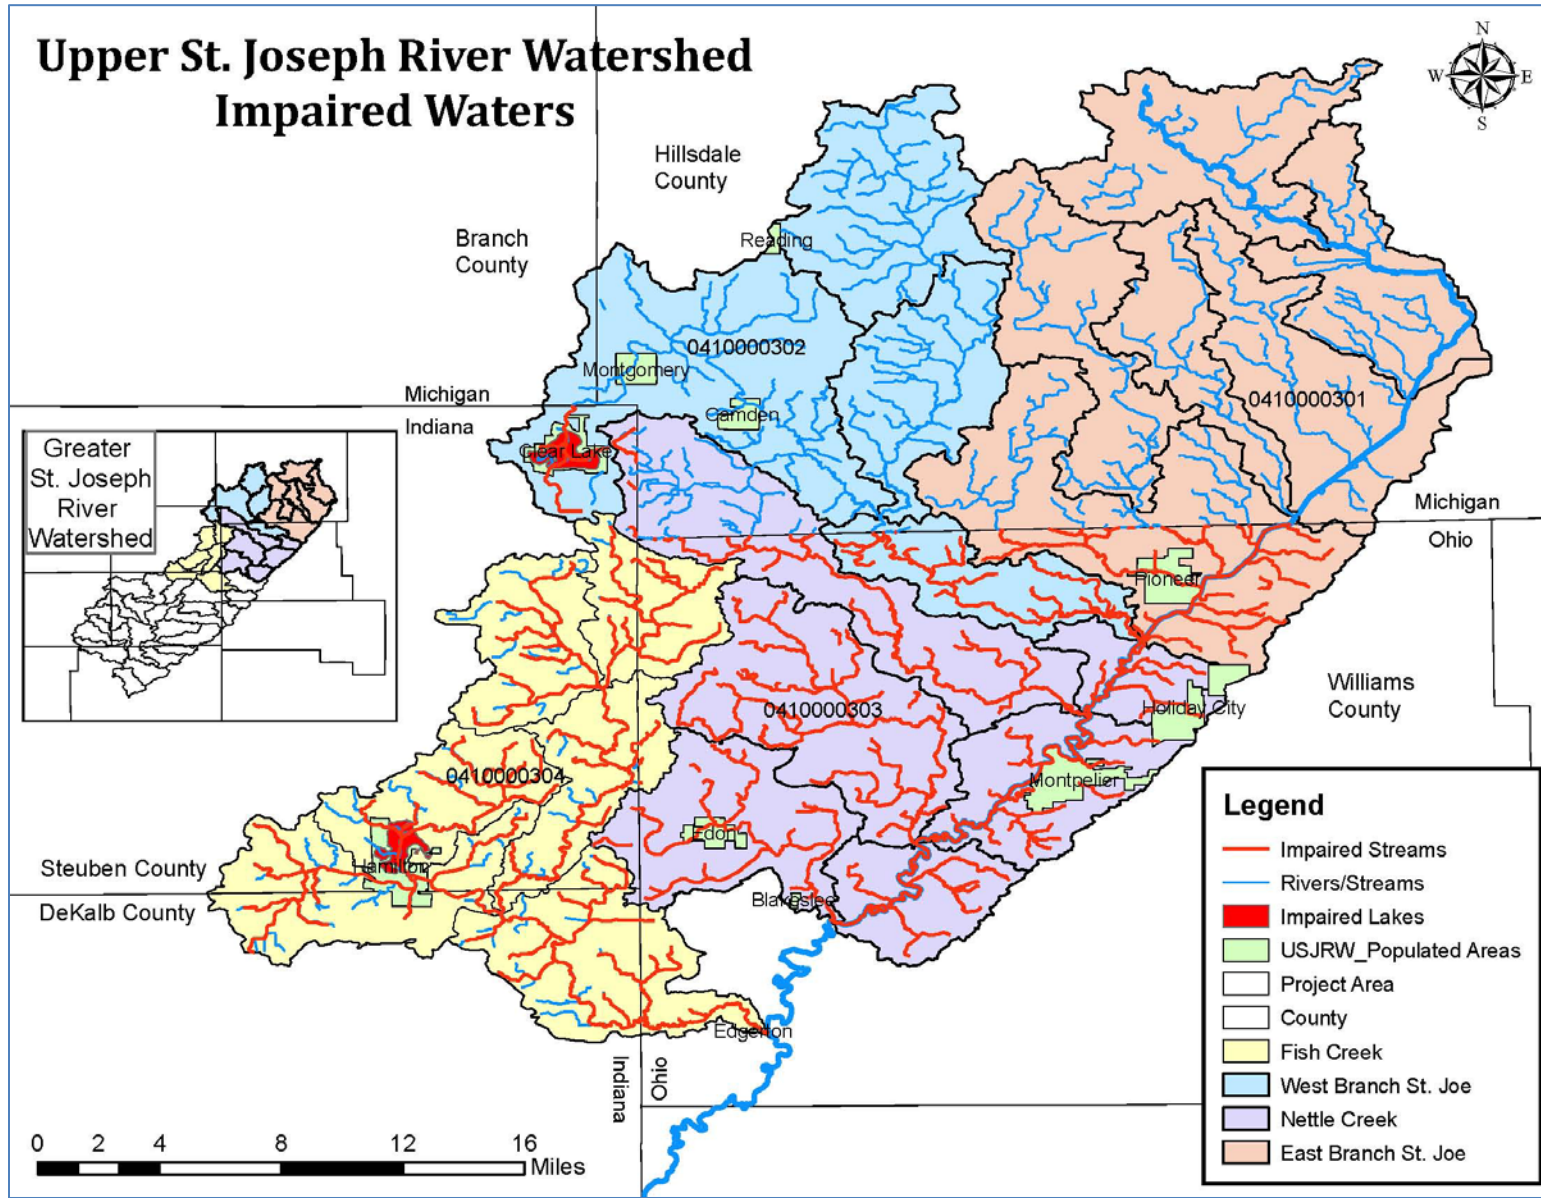 Upper St. Joseph River Watershed
Impaired Waters
N
W
E
S
Hillsdale
County
Branch
County
Reading
0410000302
Montgomery
Camden
0410000301
Michigan
Indiana
Clear Lake
Greater
St. Joseph
River
Watershed
Michigan
Ohio
Pioneer
Williams
County
Holiday City
0410000303
Montpelier
0410000304
Edon
Hamilton
Steuben County
DeKalb County
Blakeslee
Edgerton
Indiana
Ohio
Legend
Impaired Streams
Rivers/Streams
Impaired Lakes
USJRW_Populated Areas
Project Area
County
Fish Creek
West Branch St. Joe
Nettle Creek
East Branch St. Joe
0 2 4 8 12 16
Miles